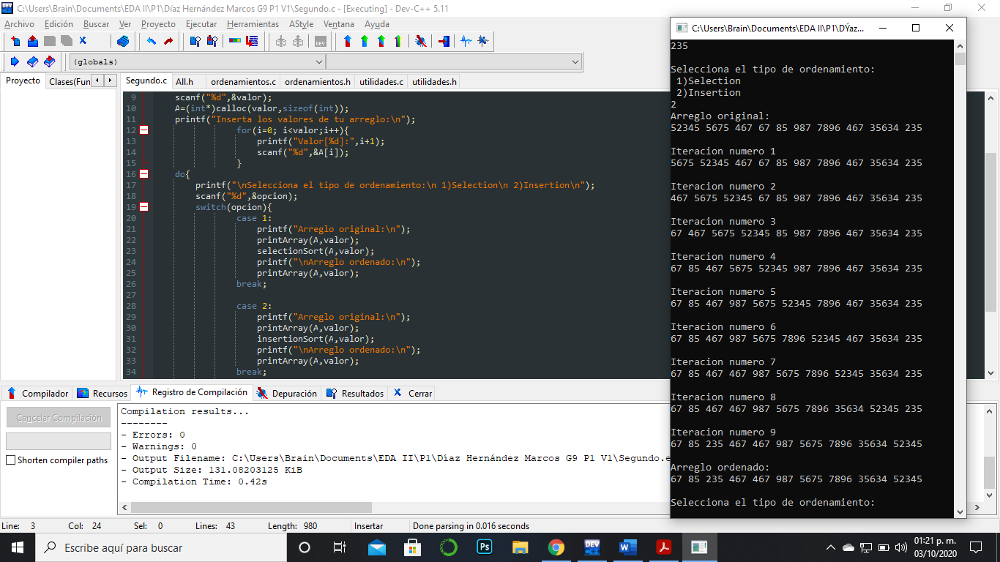 C:\Users\Brain\Documents\EDA II\P1\Díaz Hernández Marcos G9 P1 V1\Segundo.c - [Executing] - Dev-C++ 5.11
Archivo Edición Buscar Ver Proyecto Ejecutar Herramientas AStyle Ventana Ayuda
DEV
(globals)
Proyecto Clases(Fun
Segundo.c All.h ordenamientos.c ordenamientos.h utilidades.c utilidades.h
9 scanf("%d",&valor);
10 A=(int*)calloc(valor,sizeof(int));
11 printf("Inserta los valores de tu arreglo:\n");
12 for(i=0; i<valor;i++){
13 printf("Valor[%d]:",i+1);
14 scanf("%d",&A[i]);
15 }
16 do{
17 printf("\nSelecciona el tipo de ordenamiento:\n 1)Selection\n 2)Insertion\n");
18 scanf("%d",&opcion);
19 switch(opcion){
20 case 1:
21 printf("Arreglo original:\n");
22 printArray(A,valor);
23 selectionSort(A,valor);
24 printf("\nArreglo ordenado:\n");
25 printArray(A,valor);
26 break;
27
28 case 2:
29 printf("Arreglo original:\n");
30 printArray(A,valor);
31 insertionSort(A,valor);
32 printf("\nArreglo ordenado:\n");
33 printArray(A,valor);
34 break;
Compilador Recursos Registro de Compilación Depuración Resultados Cerrar
Cancelar Compilación
Shorten compiler paths
Compilation results...
--------
- Errors: 0
- Warnings: 0
- Output Filename: C:\Users\Brain\Documents\EDA II\P1\Díaz Hernández Marcos G9 P1 V1\Segundo.e
- Output Size: 131.08203125 KiB
- Compilation Time: 0.42s
Line: 3 Col: 24 Sel: 0 Lines: 43 Length: 980 Insertar Done parsing in 0.016 seconds
C:\Users\Brain\Documents\EDA II\P1\DÝaz...
235
Selecciona el tipo de ordenamiento:
1)Selection
2)Insertion
2
Arreglo original:
52345 5675 467 67 85 987 7896 467 35634 235
Iteracion numero 1
5675 52345 467 67 85 987 7896 467 35634 235
Iteracion numero 2
467 5675 52345 67 85 987 7896 467 35634 235
Iteracion numero 3
67 467 5675 52345 85 987 7896 467 35634 235
Iteracion numero 4
67 85 467 5675 52345 987 7896 467 35634 235
Iteracion numero 5
67 85 467 987 5675 52345 7896 467 35634 235
Iteracion numero 6
67 85 467 987 5675 7896 52345 467 35634 235
Iteracion numero 7
67 85 467 467 987 5675 7896 52345 35634 235
Iteracion numero 8
67 85 467 467 987 5675 7896 35634 52345 235
Iteracion numero 9
67 85 235 467 467 987 5675 7896 35634 52345
Arreglo ordenado:
67 85 235 467 467 987 5675 7896 35634 52345
Selecciona el tipo de ordenamiento:
Escribe aquí para buscar
Ps
DEV
W
01:21 p. m.
03/10/2020